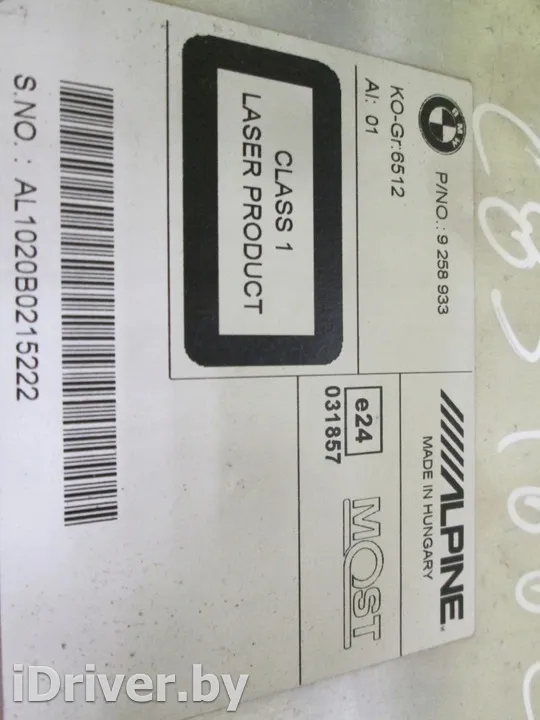 BMW
P/NO.: 9 258 933
KO-Gr:6512
AI: 01
CLASS 1
LASER PRODUCT
ALPINE
MADE IN HUNGARY
e24
031857
MOST
S.NO. : AL1020B0215222
iDriver.by